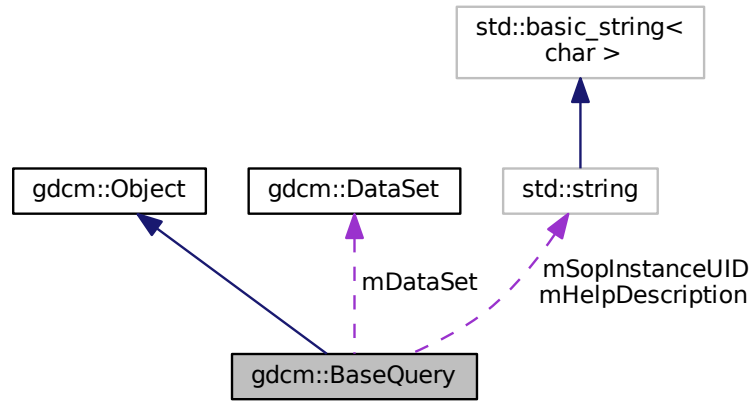 std::basic_string<
char >
gdcm::Object
gdcm::DataSet
std::string
mDataSet
mSopInstanceUID
mHelpDescription
gdcm::BaseQuery